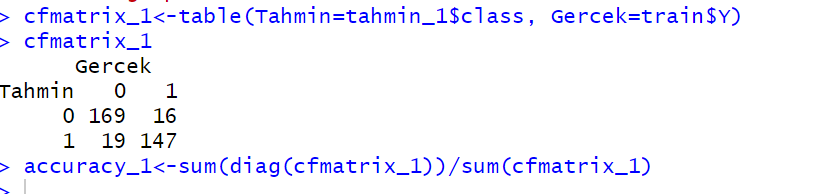 > cfmatrix_1<-table(Tahmin=tahmin_1$class, Gercek=train$Y)
> cfmatrix_1
      Gercek
Tahmin   0   1
     0 169  16
     1  19 147
> accuracy_1<-sum(diag(cfmatrix_1))/sum(cfmatrix_1)
>